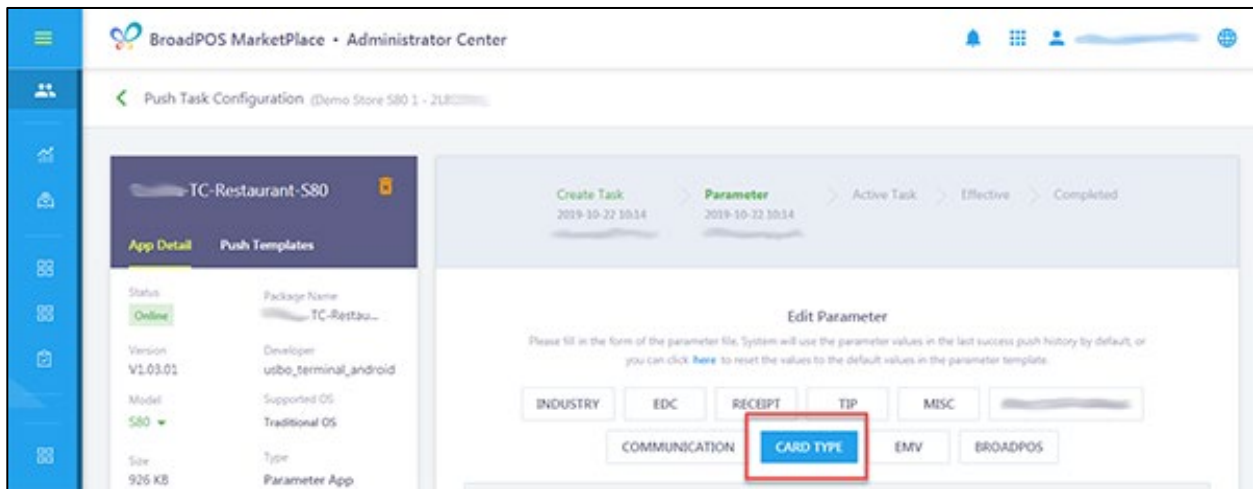 BroadPOS MarketPlace • Administrator Center
Push Task Configuration (Demo Store S80 1 - 2L8
-TC-Restaurant-S80
App Detail Push Templates
Status Package Name
Online TC-Restau...
Version Developer
V1.03.01 usbo_terminal_android
Model Supported OS
S80 Traditional OS
Size Type
926 KB Parameter App
Create Task Parameter Active Task Effective Completed
2019-10-22 10:14 2019-10-22 10:14
Edit Parameter
Please fill in the form of the parameter file. System will use the parameter values in the last success push history by default, or
you can click here to reset the values to the default values in the parameter template.
INDUSTRY EDC RECEIPT TIP MISC
COMMUNICATION CARD TYPE EMV BROADPOS